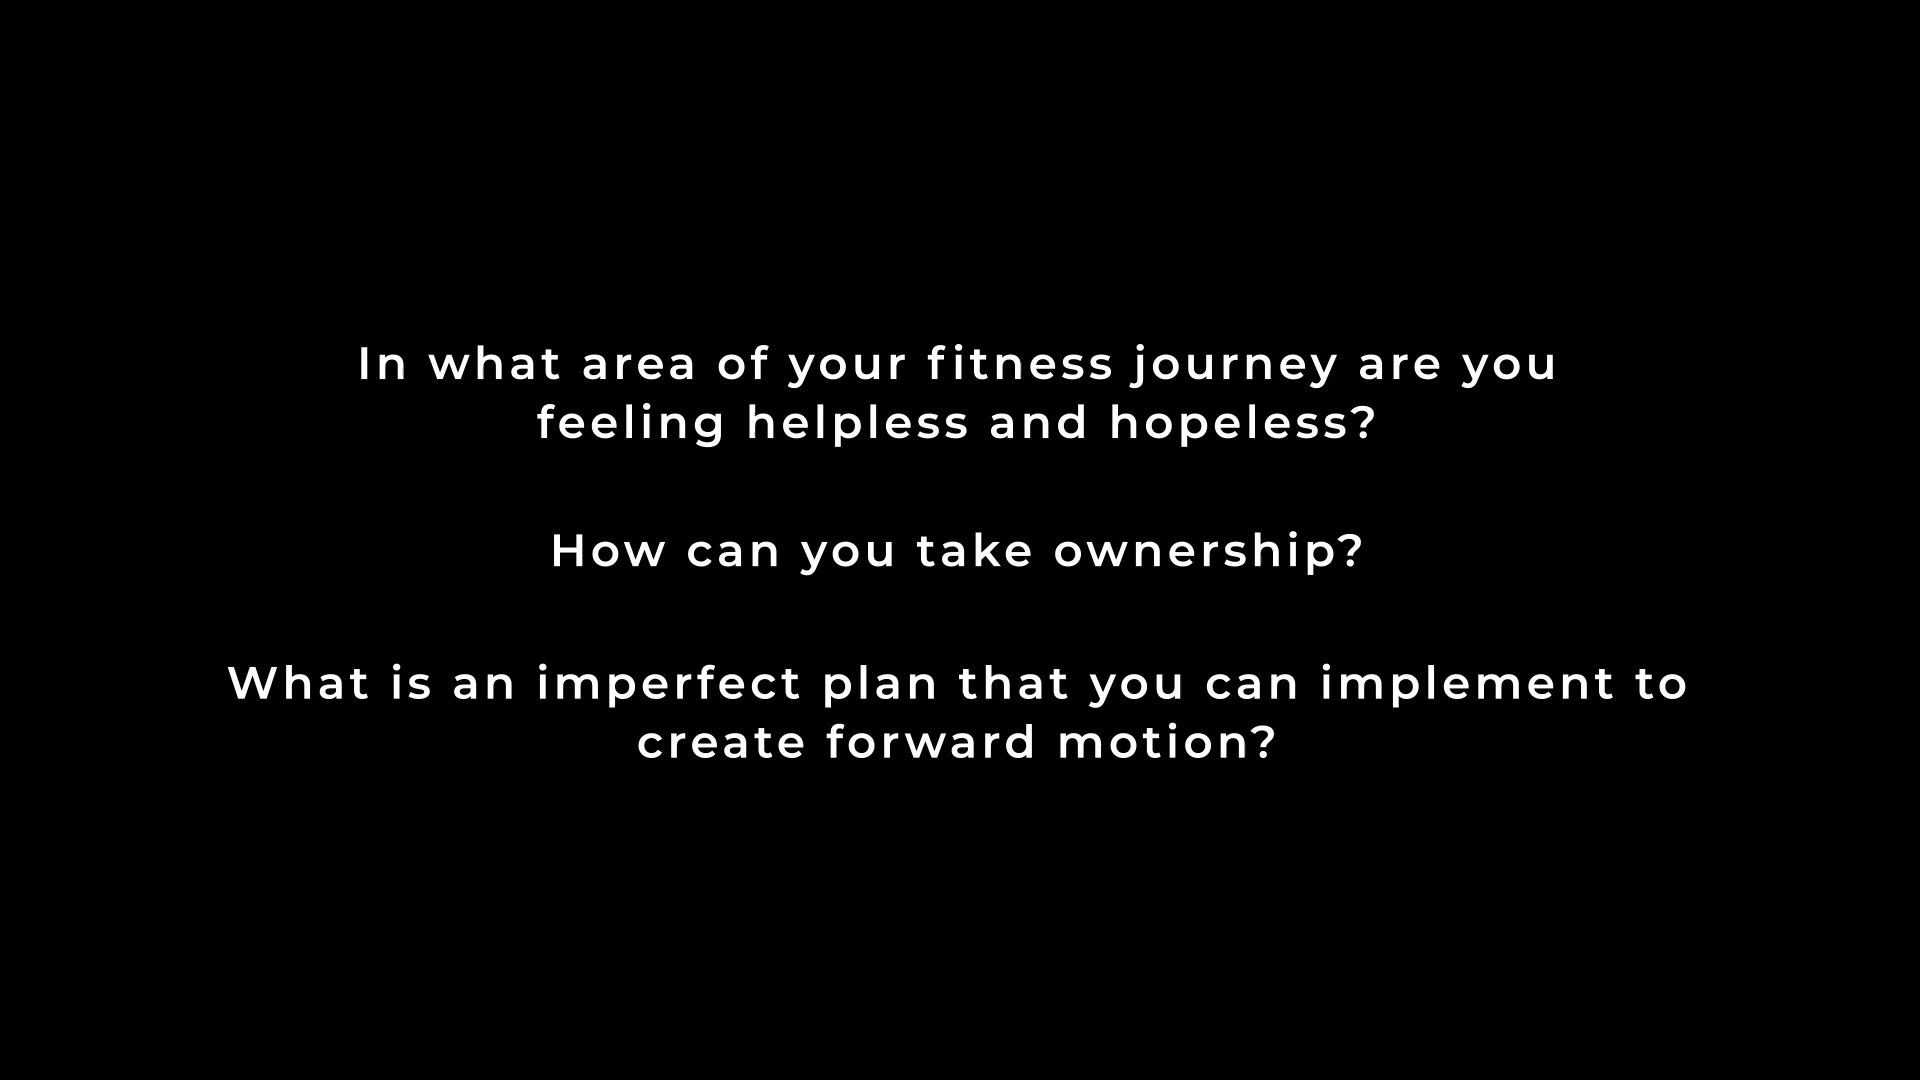 In what area of your fitness journey are you
feeling helpless and hopeless?
How can you take ownership?
What is an imperfect plan that you can implement to
create forward motion?